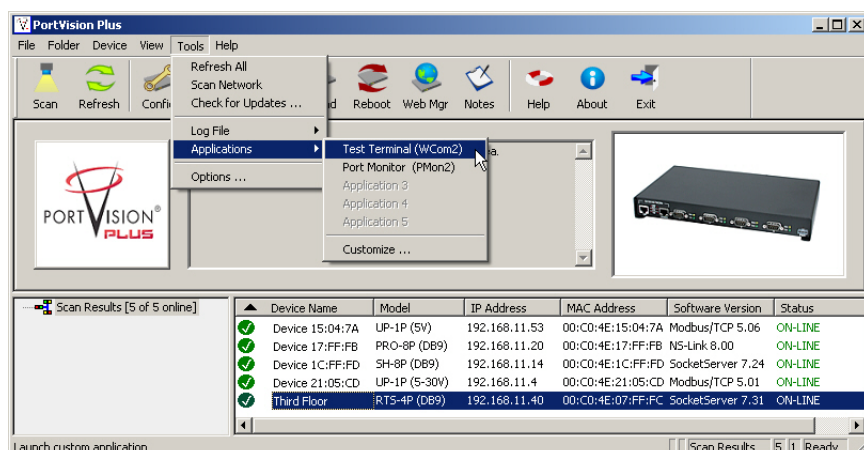 PortVision Plus
File Folder Device View Tools Help
Scan Refresh Reboot Web Mgr Notes Help About Exit
Refresh All
Scan Network
Check for Updates ...
Log File
Applications
Options ...
Test Terminal (WCom2)
Port Monitor (PMon2)
Application 3
Application 4
Application 5
Customize ...
PORT VISION®
PLUS
Scan Results [5 of 5 online]
Device Name Model IP Address MAC Address Software Version Status
Device 15:04:7A UP-1P (5V) 192.168.11.53 00:C0:4E:15:04:7A Modbus/TCP 5.06 ON-LINE
Device 17:FF:FB PRO-8P (DB9) 192.168.11.20 00:C0:4E:17:FF:FB NS-Link 8.00 ON-LINE
Device 1C:FF:FD SH-8P (DB9) 192.168.11.14 00:C0:4E:1C:FF:FD SocketServer 7.24 ON-LINE
Device 21:05:CD UP-1P (5-30V) 192.168.11.4 00:C0:4E:21:05:CD Modbus/TCP 5.01 ON-LINE
Third Floor RTS-4P (DB9) 192.168.11.40 00:C0:4E:07:FF:FC SocketServer 7.31 ON-LINE
Launch custom application Scan Results 5 1 Ready